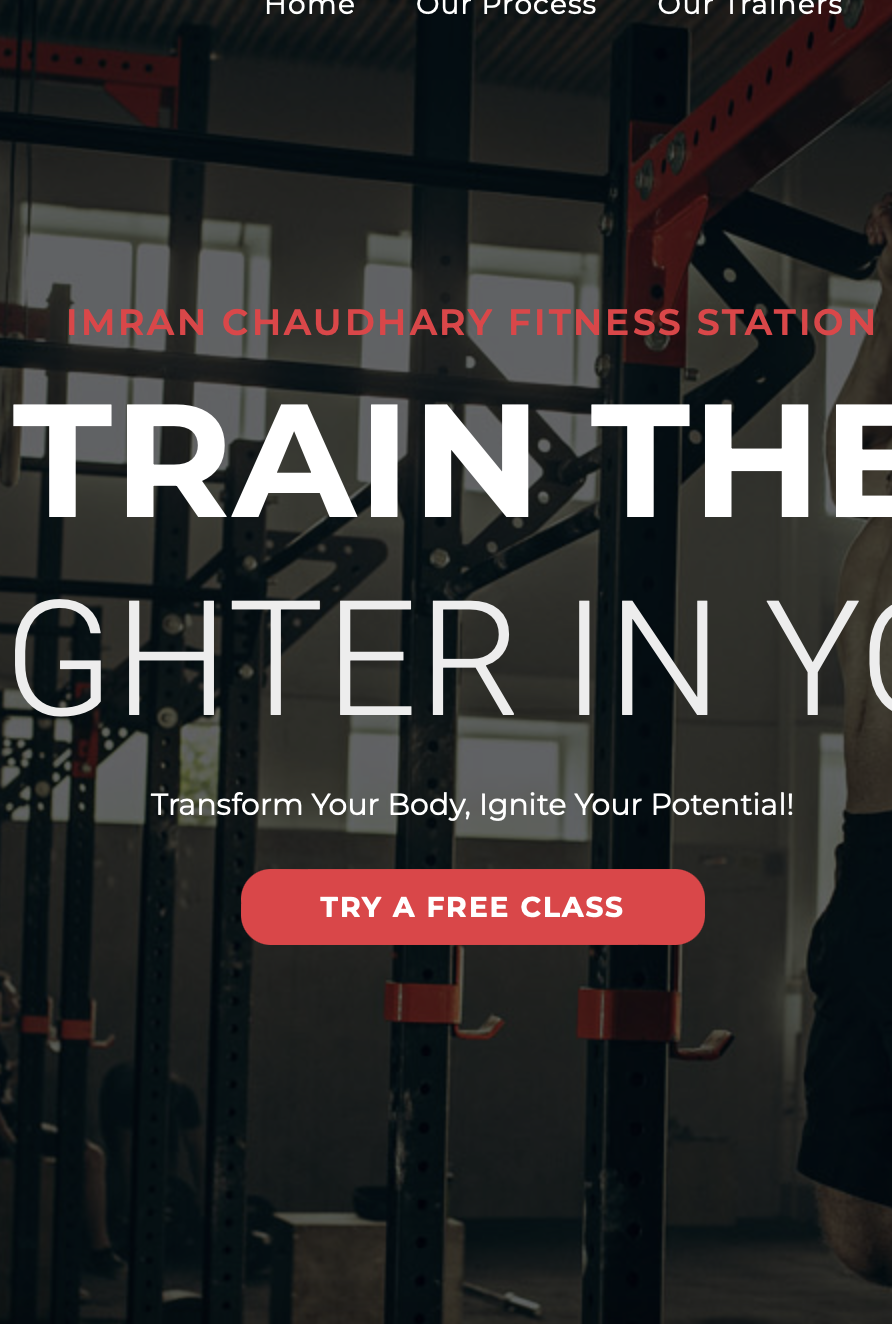 Home Our Process Our Trainers
IMRAN CHAUDHARY FITNESS STATION
TRAIN THE
GHTER IN YO
Transform Your Body, Ignite Your Potential!
TRY A FREE CLASS